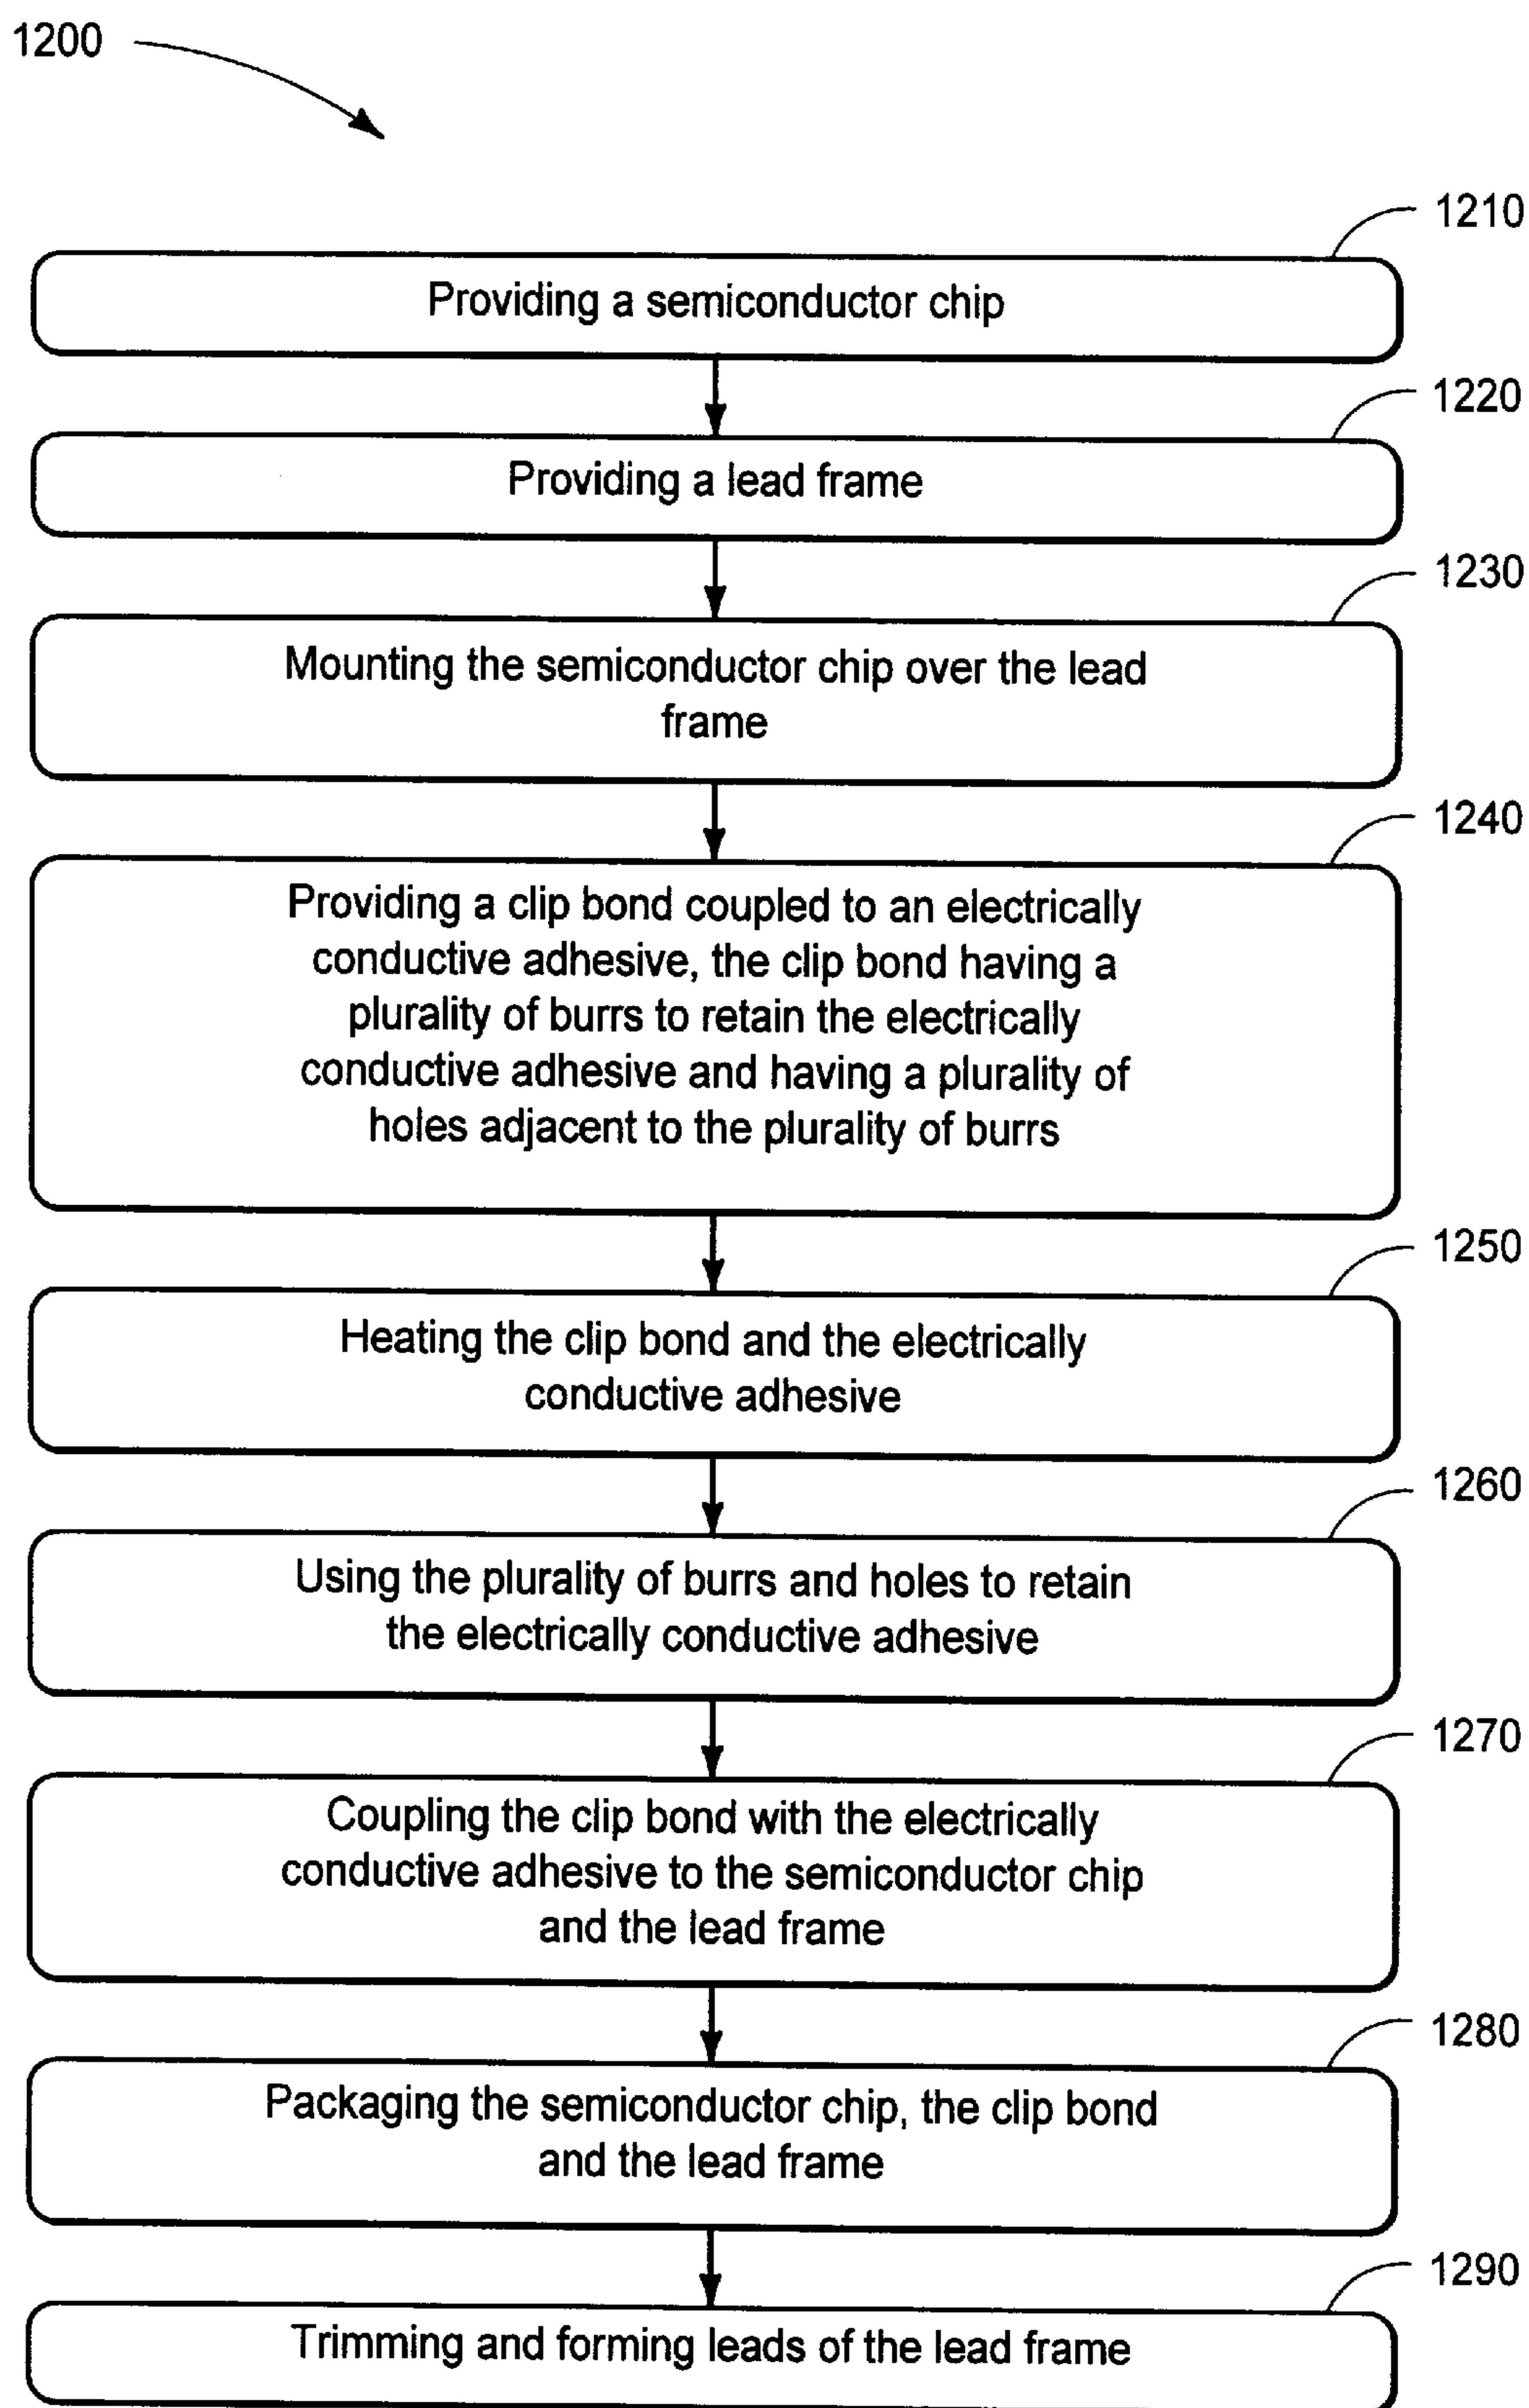 1200
1210
Providing a semiconductor chip
1220
Providing a lead frame
1230
Mounting the semiconductor chip over the lead
frame
1240
Providing a clip bond coupled to an electrically
conductive adhesive, the clip bond having a
plurality of burrs to retain the electrically
conductive adhesive and having a plurality of
holes adjacent to the plurality of burrs
1250
Heating the clip bond and the electrically
conductive adhesive
1260
Using the plurality of burrs and holes to retain
the electrically conductive adhesive
1270
Coupling the clip bond with the electrically
conductive adhesive to the semiconductor chip
and the lead frame
1280
Packaging the semiconductor chip, the clip bond
and the lead frame
1290
Trimming and forming leads of the lead frame